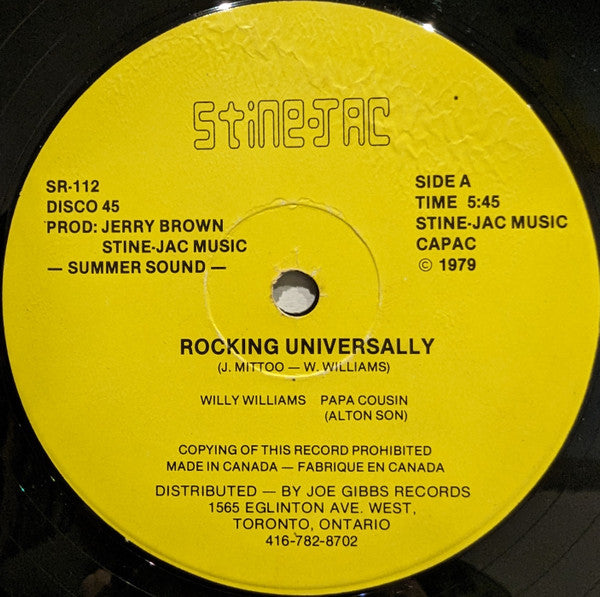 Stine-Jac
SR-112
DISCO 45
PROD: JERRY BROWN
STINE-JAC MUSIC
— SUMMER SOUND —
SIDE A
TIME 5:45
STINE-JAC MUSIC
CAPAC
© 1979
ROCKING UNIVERSALLY
(J. MITTOO — W. WILLIAMS)
WILLY WILLIAMS PAPA COUSIN
(ALTON SON)
COPYING OF THIS RECORD PROHIBITED
MADE IN CANADA — FABRIQUE EN CANADA
DISTRIBUTED — BY JOE GIBBS RECORDS
1565 EGLINTON AVE. WEST,
TORONTO, ONTARIO
416-782-8702